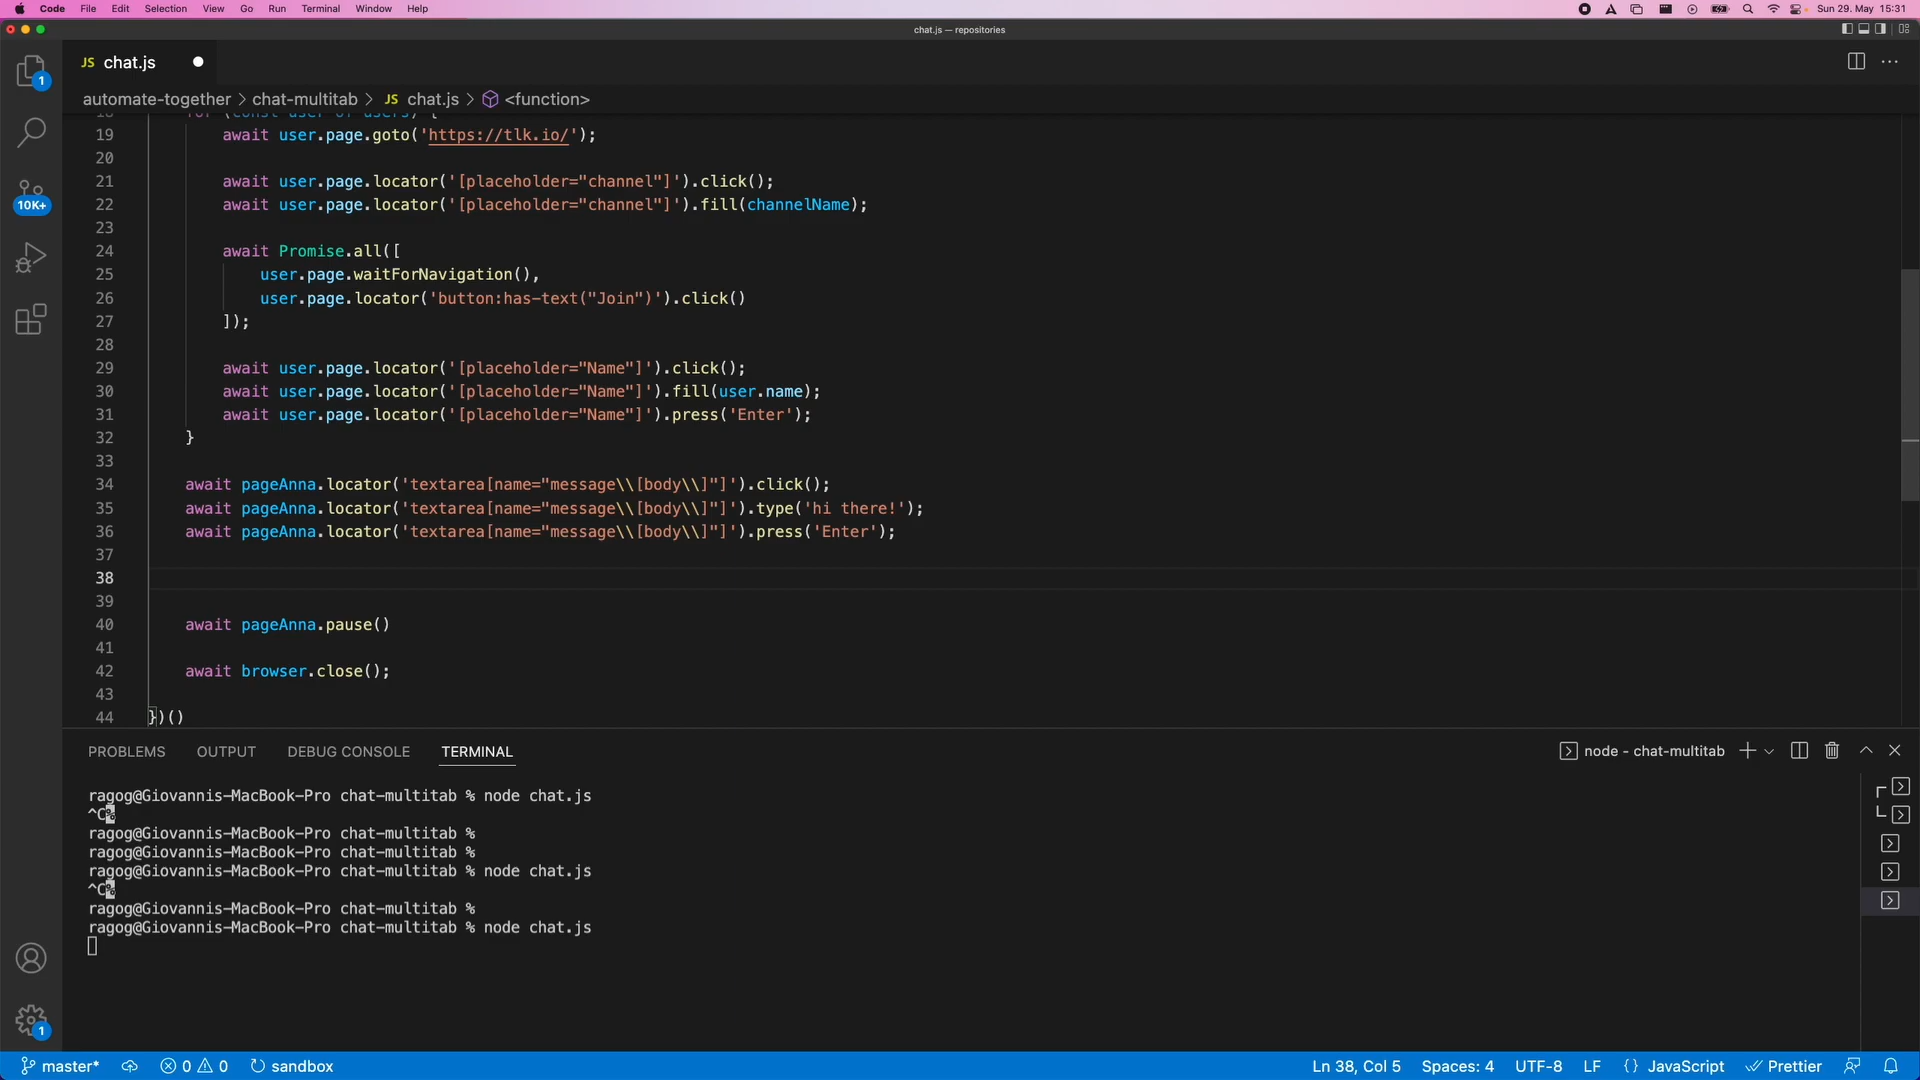 Code File Edit Selection View Go Run Terminal Window Help Sun 29. May 15:31
chat.js — repositories
JS chat.js
automate-together > chat-multitab > JS chat.js > <function>
18 for (const user of users) {
19 await user.page.goto('https://tlk.io/');
20
21 await user.page.locator('[placeholder="channel"]').click();
22 await user.page.locator('[placeholder="channel"]').fill(channelName);
23
24 await Promise.all([
25 user.page.waitForNavigation(),
26 user.page.locator('button:has-text("Join")').click()
27 ]);
28
29 await user.page.locator('[placeholder="Name"]').click();
30 await user.page.locator('[placeholder="Name"]').fill(user.name);
31 await user.page.locator('[placeholder="Name"]').press('Enter');
32 }
33
34 await pageAnna.locator('textarea[name="message\\[body\\]"]').click();
35 await pageAnna.locator('textarea[name="message\\[body\\]"]').type('hi there!');
36 await pageAnna.locator('textarea[name="message\\[body\\]"]').press('Enter');
37
38
39
40 await pageAnna.pause()
41
42 await browser.close();
43
44 })()
1
10K+
1
PROBLEMS OUTPUT DEBUG CONSOLE TERMINAL node - chat-multitab
ragog@Giovannis-MacBook-Pro chat-multitab % node chat.js
^C%
ragog@Giovannis-MacBook-Pro chat-multitab %
ragog@Giovannis-MacBook-Pro chat-multitab %
ragog@Giovannis-MacBook-Pro chat-multitab % node chat.js
^C%
ragog@Giovannis-MacBook-Pro chat-multitab %
ragog@Giovannis-MacBook-Pro chat-multitab % node chat.js
master* 0 0 sandbox Ln 38, Col 5 Spaces: 4 UTF-8 LF {} JavaScript Prettier